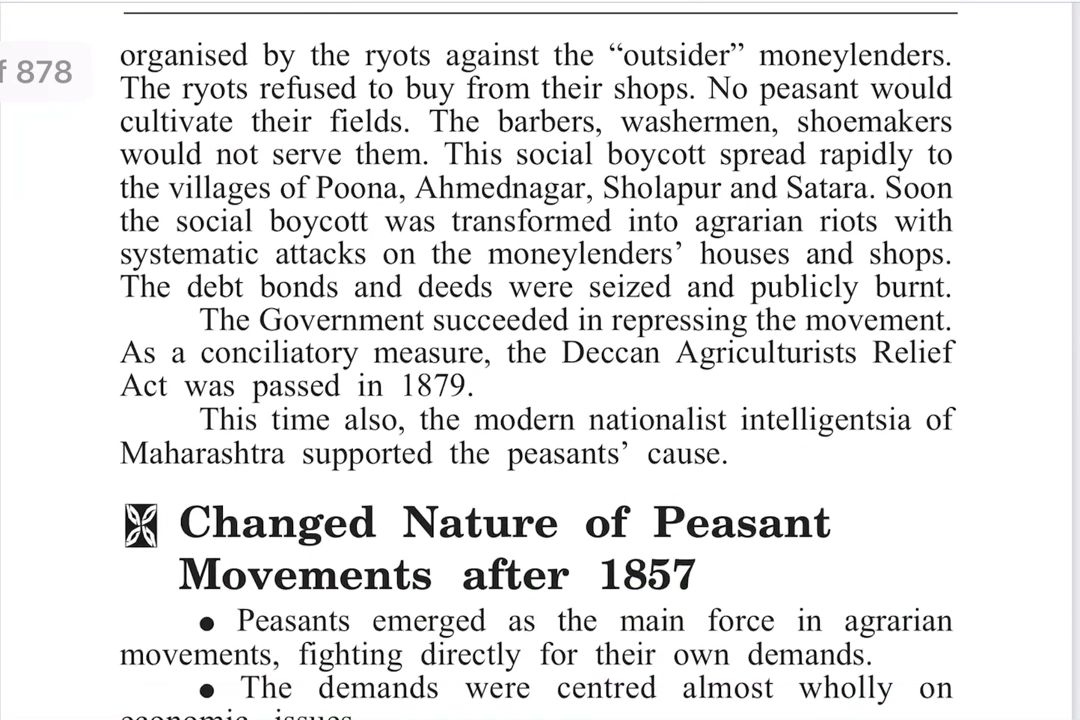 f 878
organised by the ryots against the “outsider” moneylenders.
The ryots refused to buy from their shops. No peasant would
cultivate their fields. The barbers, washermen, shoemakers
would not serve them. This social boycott spread rapidly to
the villages of Poona, Ahmednagar, Sholapur and Satara. Soon
the social boycott was transformed into agrarian riots with
systematic attacks on the moneylenders’ houses and shops.
The debt bonds and deeds were seized and publicly burnt.
The Government succeeded in repressing the movement.
As a conciliatory measure, the Deccan Agriculturists Relief
Act was passed in 1879.
This time also, the modern nationalist intelligentsia of
Maharashtra supported the peasants’ cause.
Changed Nature of Peasant
Movements after 1857
● Peasants emerged as the main force in agrarian
movements, fighting directly for their own demands.
● The demands were centred almost wholly on
economic issues.